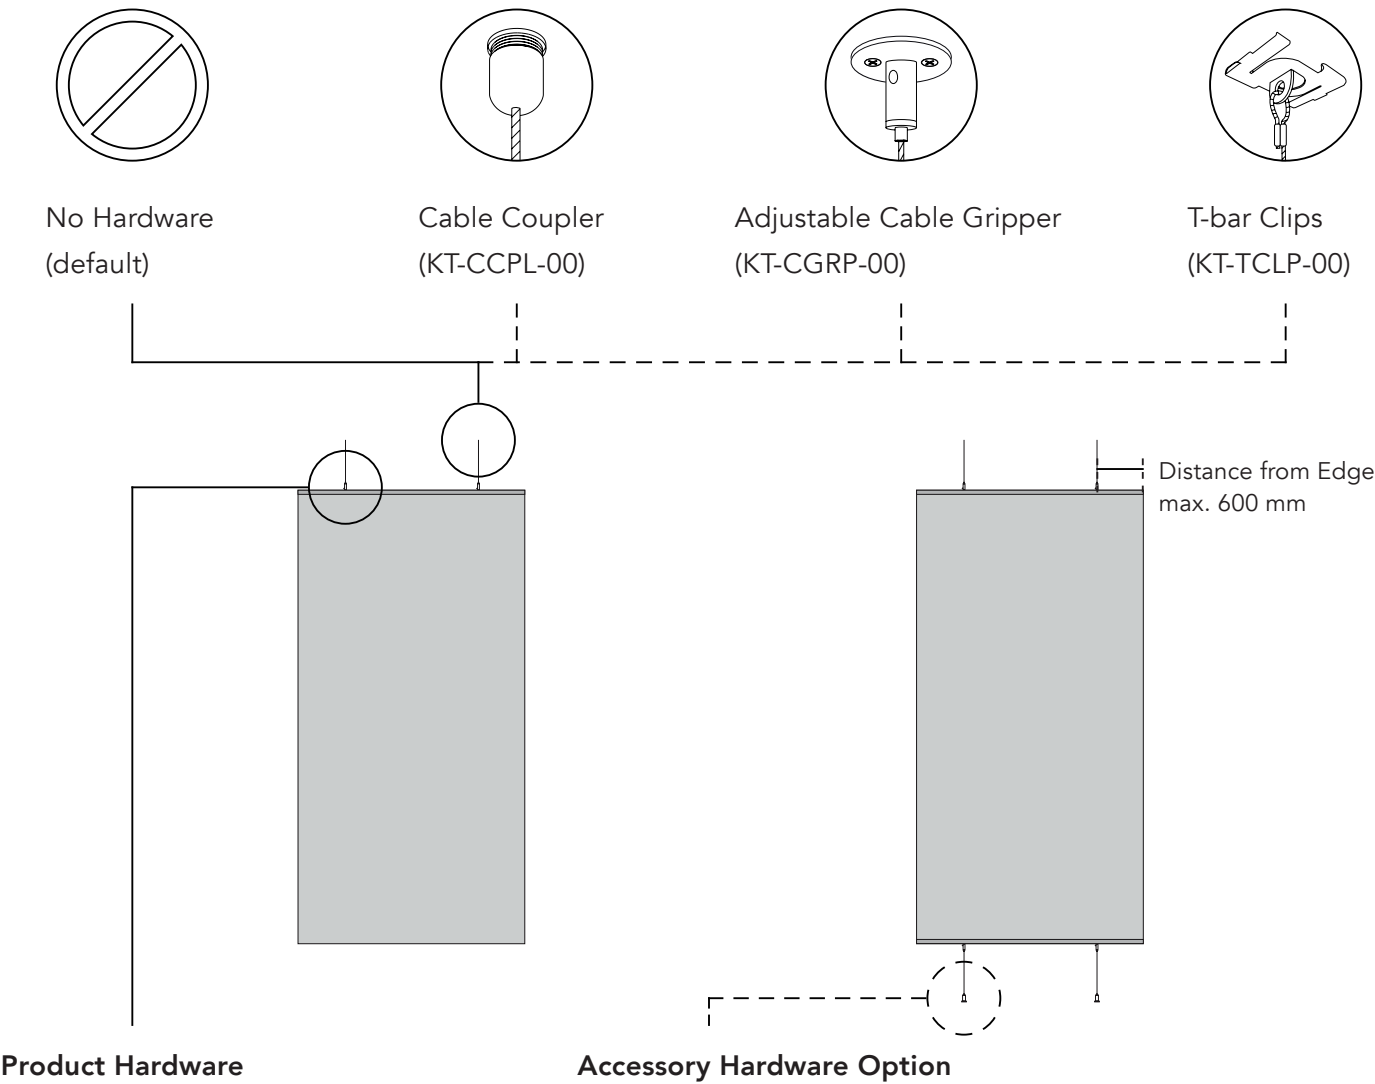 No Hardware
(default)
Cable Coupler
(KT-CCPL-00)
Adjustable Cable Gripper
(KT-CGRP-00)
T-bar Clips
(KT-TCLP-00)
Distance from Edge
max. 600 mm
Product Hardware
Accessory Hardware Option